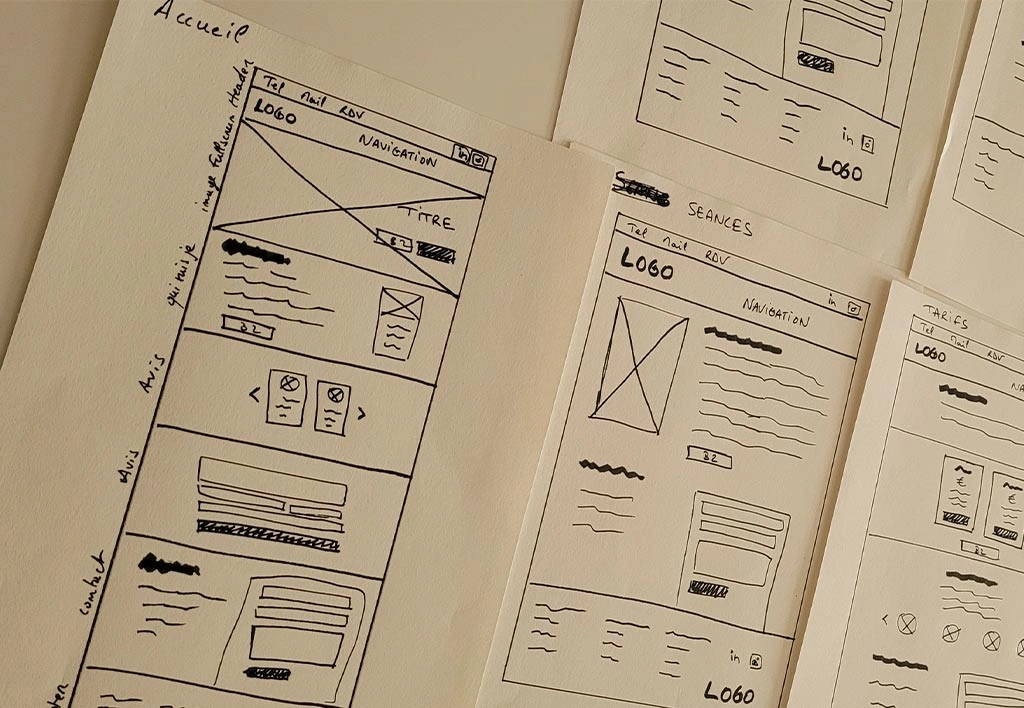 Accueil
Header
Tel Mail RDV
LOGO
NAVIGATION in
image Fullscreen
TITRE
B2
qui suis je
B2
Avis
< >
Avis
contact
in
LOGO
SEANCES
Tel Mail RDV
LOGO
in
NAVIGATION
B2
in
LOGO
TARIFS
Tel Mail RDV
LOGO
NA
€ €
B2
<